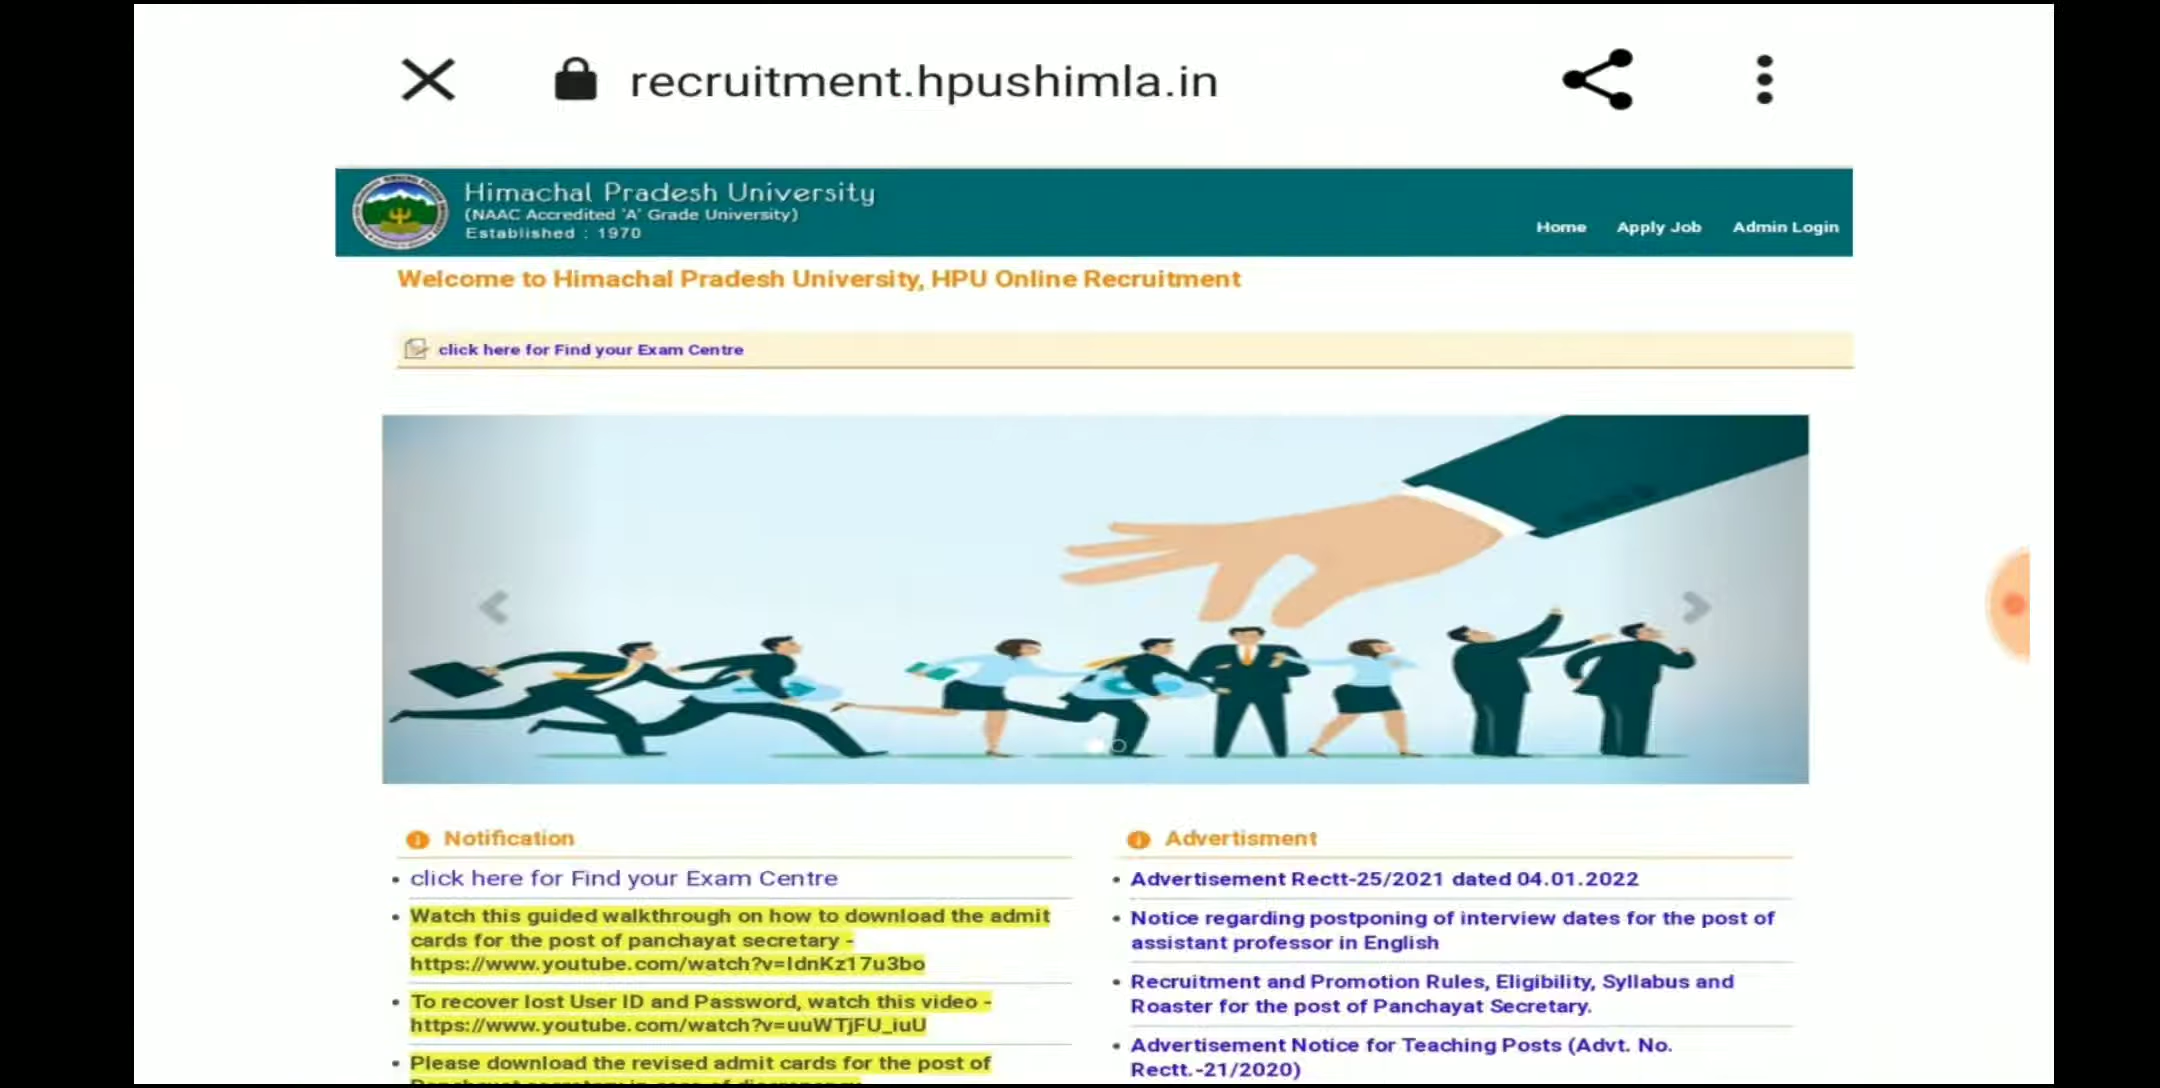 recruitment.hpushimla.in
Himachal Pradesh University
(NAAC Accredited 'A' Grade University)
Established : 1970
Home Apply Job Admin Login
Welcome to Himachal Pradesh University, HPU Online Recruitment
click here for Find your Exam Centre
Notification
• click here for Find your Exam Centre
• Watch this guided walkthrough on how to download the admit
cards for the post of panchayat secretary -
https://www.youtube.com/watch?v=IdnKz17u3bo
• To recover lost User ID and Password, watch this video -
https://www.youtube.com/watch?v=uuWTjFU_iuU
• Please download the revised admit cards for the post of
Advertisment
• Advertisement Rectt-25/2021 dated 04.01.2022
• Notice regarding postponing of interview dates for the post of
assistant professor in English
• Recruitment and Promotion Rules, Eligibility, Syllabus and
Roaster for the post of Panchayat Secretary.
• Advertisement Notice for Teaching Posts (Advt. No.
Rectt.-21/2020)